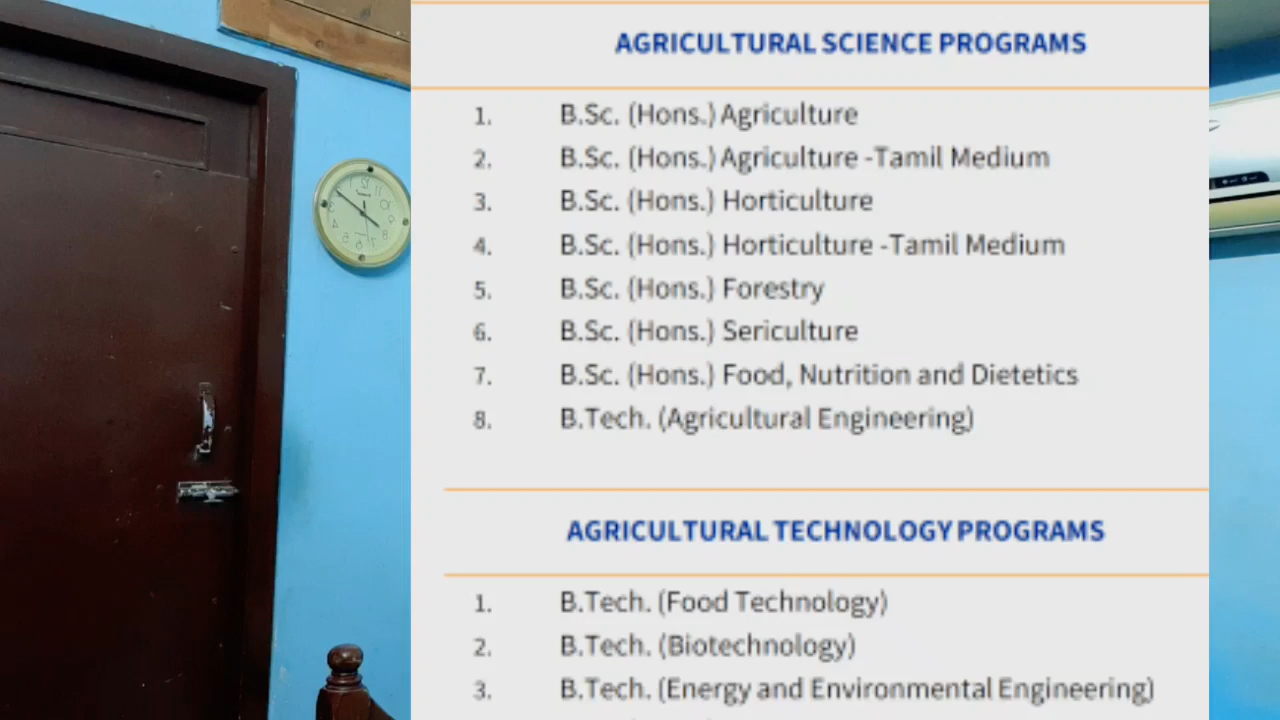 AGRICULTURAL SCIENCE PROGRAMS
1. B.Sc. (Hons.) Agriculture
2. B.Sc. (Hons.) Agriculture -Tamil Medium
3. B.Sc. (Hons.) Horticulture
4. B.Sc. (Hons.) Horticulture -Tamil Medium
5. B.Sc. (Hons.) Forestry
6. B.Sc. (Hons.) Sericulture
7. B.Sc. (Hons.) Food, Nutrition and Dietetics
8. B.Tech. (Agricultural Engineering)
AGRICULTURAL TECHNOLOGY PROGRAMS
1. B.Tech. (Food Technology)
2. B.Tech. (Biotechnology)
3. B.Tech. (Energy and Environmental Engineering)